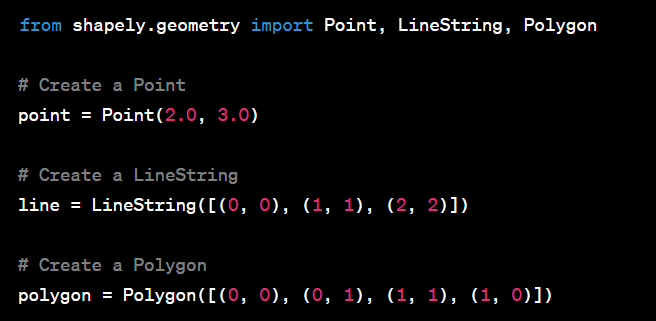 from shapely.geometry import Point, LineString, Polygon
# Create a Point
point = Point(2.0, 3.0)
# Create a LineString
line = LineString([(0, 0), (1, 1), (2, 2)])
# Create a Polygon
polygon = Polygon([(0, 0), (0, 1), (1, 1), (1, 0)])